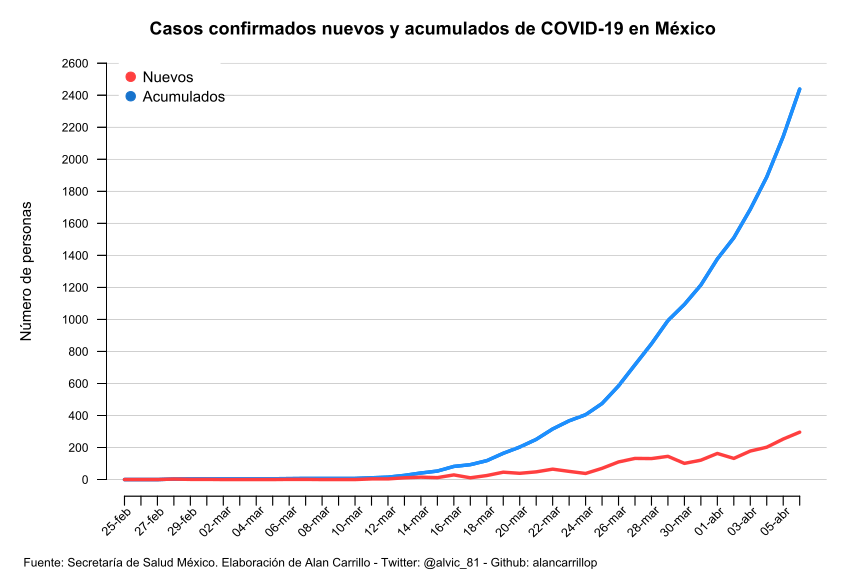 Casos confirmados nuevos y acumulados de COVID-19 en México
Nuevos
Acumulados
Número de personas
2600
2400
2200
2000
1800
1600
1400
1200
1000
800
600
400
200
0
25-feb
27-feb
29-feb
02-mar
04-mar
06-mar
08-mar
10-mar
12-mar
14-mar
16-mar
18-mar
20-mar
22-mar
24-mar
26-mar
28-mar
30-mar
01-abr
03-abr
05-abr
Fuente: Secretaría de Salud México. Elaboración de Alan Carrillo - Twitter: @alvic_81 - Github: alancarrillop